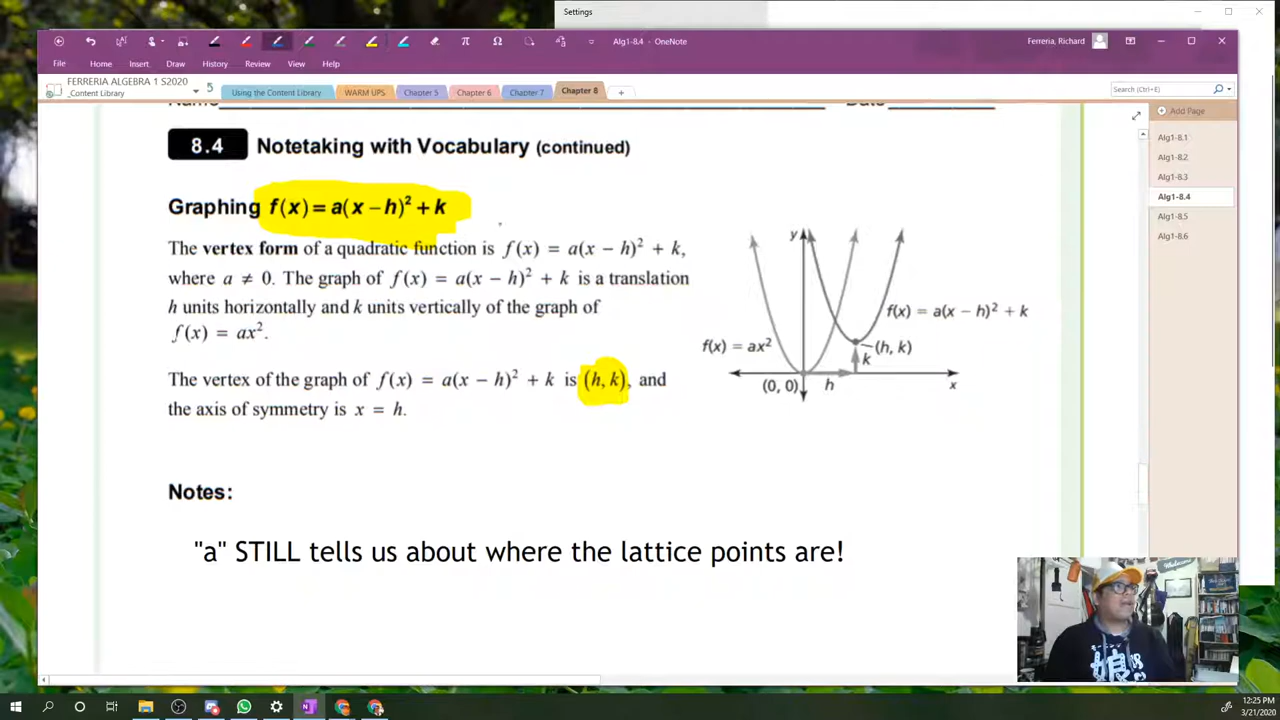 Settings
Alg1-8.4 - OneNote
Ferreria, Richard
File Home Insert Draw History Review View Help
FERRERIA ALGEBRA 1 S2020
_Content Library
Using the Content Library WARM UPS Chapter 5 Chapter 6 Chapter 7 Chapter 8
Search (Ctrl+E)
Add Page
Alg1-8.1
Alg1-8.2
Alg1-8.3
Alg1-8.4
Alg1-8.5
Alg1-8.6
8.4 Notetaking with Vocabulary (continued)
Graphing f(x) = a(x – h)² + k
The vertex form of a quadratic function is f(x) = a(x – h)² + k,
where a ≠ 0. The graph of f(x) = a(x – h)² + k is a translation
h units horizontally and k units vertically of the graph of
f(x) = ax².
The vertex of the graph of f(x) = a(x – h)² + k is (h, k), and
the axis of symmetry is x = h.
y
f(x) = a(x – h)² + k
f(x) = ax²
(h, k)
k
(0, 0)
h
x
Notes:
"a" STILL tells us about where the lattice points are!
12:25 PM
3/21/2020